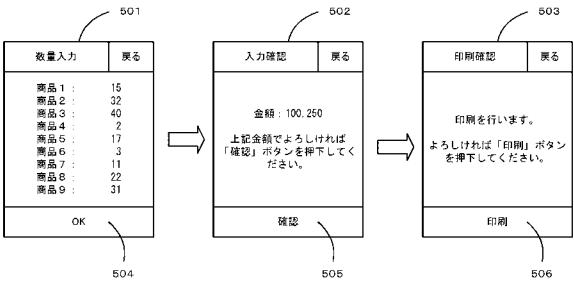 501
502
503
数量入力 戻る
商品1： 15
商品2： 32
商品3： 40
商品4： 2
商品5： 17
商品6： 3
商品7： 11
商品8： 22
商品9： 31
OK
504
入力確認 戻る
金額：100,250
上記金額でよろしければ
「確認」ボタンを押下してく
ださい。
確認
505
印刷確認 戻る
印刷を行います。
よろしければ「印刷」ボタン
を押下してください。
印刷
506